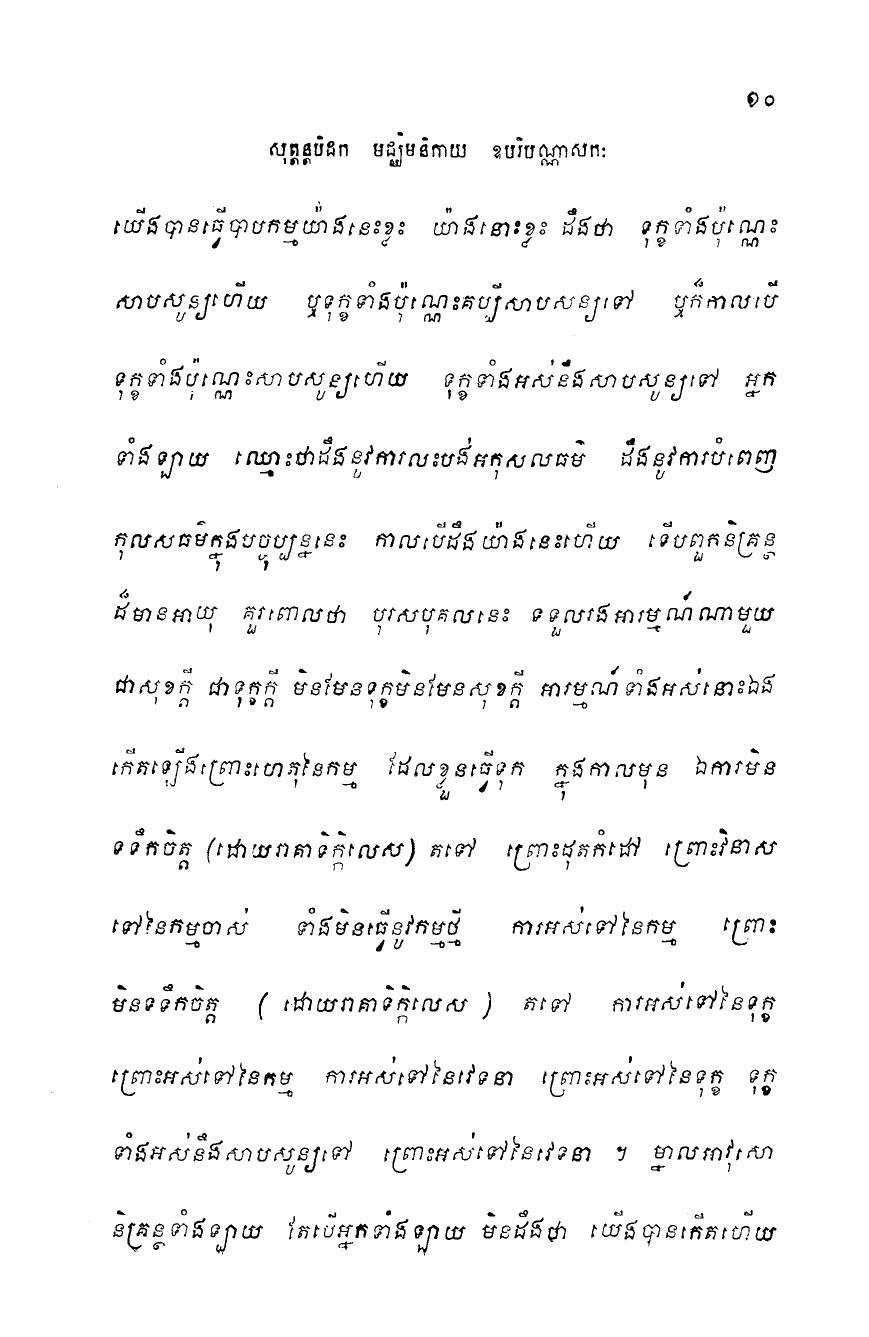 ១០
សុត្តន្តបិដក មជ្ឈិមនិកាយ ឧបរិបណ្ណាសកៈ
យើងបានធ្វើបាបកម្មយ៉ាងនេះខ្លះ យ៉ាងនោះខ្លះ ដឹងថា ទុក្ខទាំងប៉ុណ្ណេះ
សាបសូន្យហើយ ឬទុក្ខទាំងប៉ុណ្ណេះគប្បីសាបសន្យទៅ ឬក៏កាលបើ
ទុក្ខទាំងប៉ុណ្ណេះសាបសូន្យហើយ ទុក្ខទាំងអស់នឹងសាបសូន្យទៅ អ្នក
ទាំងឡាយ ឈ្មោះថាដឹងនូវការលះបង់អកុសលធម៌ ដឹងនូវការបំពេញ
កុលសធម៌ក្នុងបច្ចុប្បន្ននេះ កាលបើដឹងយ៉ាងនេះហើយ ទើបពួកនិគ្រន្ថ
ដ៏មានអាយុ គួរពោលថា បុរសបុគលនេះ ទទួលរងអារម្មណ៍ណាមួយ
ជាសុខក្តី ជាទុក្ខក្តី មិនមែនទុក្ខមិនមែនសុខក្តី អារម្មណ៍ទាំងអស់នោះឯង
កើតឡើងព្រោះហេតុនៃកម្ម ដែលខ្លួនធ្វើទុក ក្នុងកាលមុន ឯការមិន
ទទឹកចិត្ត (ដោយរាគាទិក្កិលេស) តទៅ ព្រោះដុតកំដៅ ព្រោះវិនាស
ទៅនៃកម្មចាស់ ទាំងមិនធ្វើនូវកម្មថ្មី ការអស់ទៅនៃកម្ម ព្រោះ
មិនទទឹកចិត្ត ( ដោយរាគាទិក្កិលេស ) តទៅ ការអស់ទៅនៃទុក្ខ
ព្រោះអស់ទៅនៃកម្ម ការអស់ទៅនៃវេទនា ព្រោះអស់ទៅនៃទុក្ខ ទុក្ខ
ទាំងអស់នឹងសាបសូន្យទៅ ព្រោះអស់ទៅនៃវេទនា ។ ម្នាលអាវុសោ
និគ្រន្ថទាំងឡាយ តែបើអ្នកទាំងឡាយ មិនដឹងថា យើងបានកើតហើយ